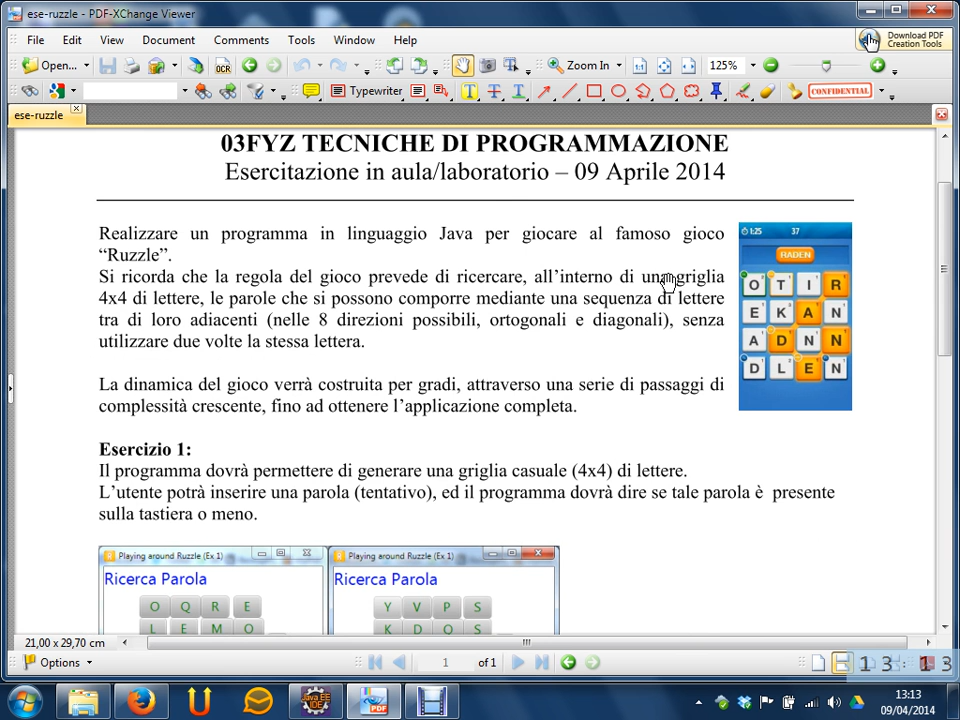 ese-ruzzle - PDF-XChange Viewer
File Edit View Document Comments Tools Window Help
Download PDF
Creation Tools
Open...
OCR
Zoom In
125%
Typewriter
CONFIDENTIAL
ese-ruzzle
03FYZ TECNICHE DI PROGRAMMAZIONE
Esercitazione in aula/laboratorio – 09 Aprile 2014
Realizzare un programma in linguaggio Java per giocare al famoso gioco
“Ruzzle”.
Si ricorda che la regola del gioco prevede di ricercare, all’interno di una griglia
4x4 di lettere, le parole che si possono comporre mediante una sequenza di lettere
tra di loro adiacenti (nelle 8 direzioni possibili, ortogonali e diagonali), senza
utilizzare due volte la stessa lettera.
1:25 37
RADEN
O T I R
E K A N
A D N N
D L E N
La dinamica del gioco verrà costruita per gradi, attraverso una serie di passaggi di
complessità crescente, fino ad ottenere l’applicazione completa.
Esercizio 1:
Il programma dovrà permettere di generare una griglia casuale (4x4) di lettere.
L’utente potrà inserire una parola (tentativo), ed il programma dovrà dire se tale parola è presente
sulla tastiera o meno.
Playing around Ruzzle (Ex 1)
Ricerca Parola
O Q R E
L E M O
Playing around Ruzzle (Ex 1)
Ricerca Parola
Y V P S
K D O S
21,00 x 29,70 cm
Options
1 of 1
Java EE
IDE
PDF
13:13
09/04/2014